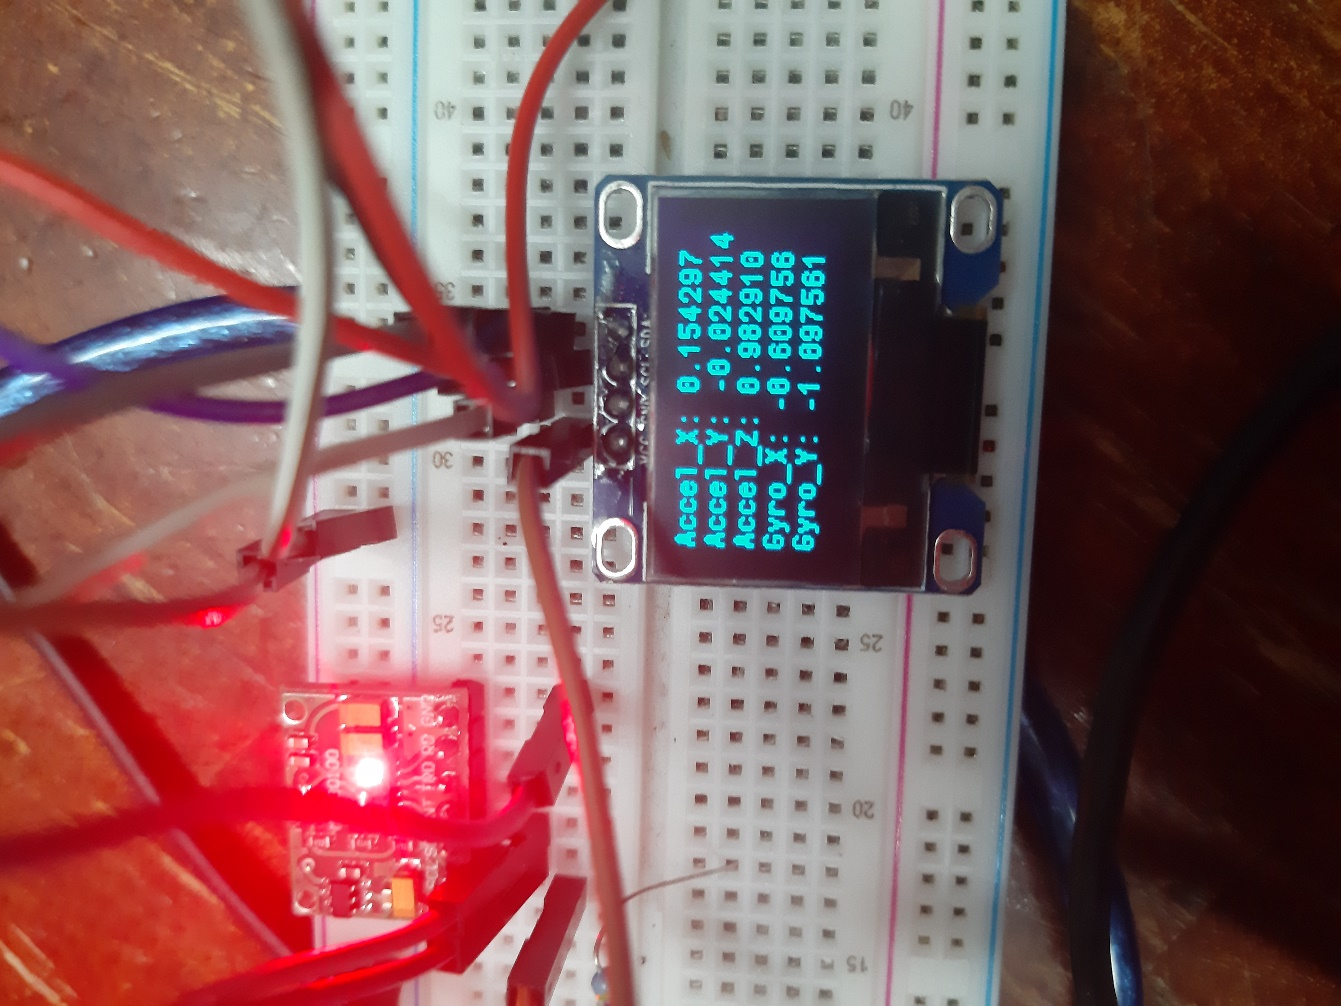 Accel_X: 0.154297
Accel_Y: -0.024414
Accel_Z: 0.982910
Gyro_X: -0.609756
Gyro_Y: -1.097561
40
40
35
30
25
25
20
15